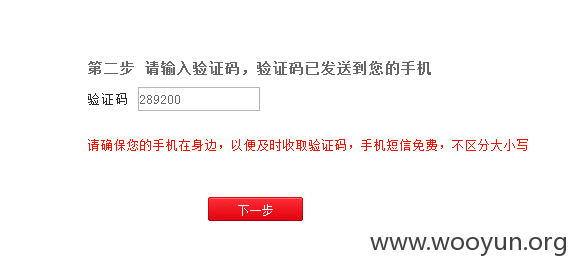 第二步 请输入验证码，验证码已发送到您的手机
验证码 289200
请确保您的手机在身边，以便及时收取验证码，手机短信免费，不区分大小写
下一步
www.wooyun.org